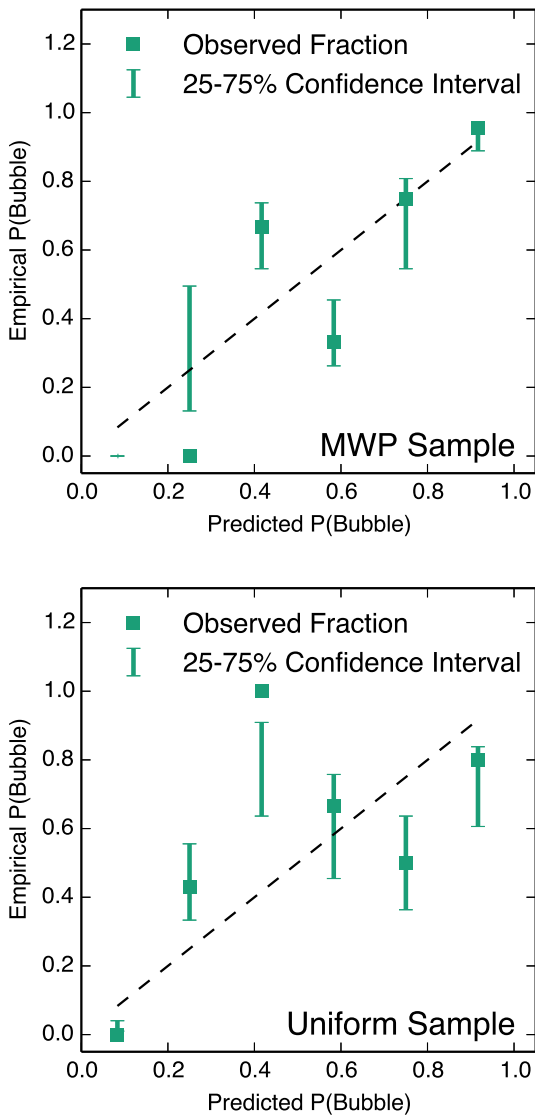 1.2
Observed Fraction
25-75% Confidence Interval
1.0
0.8
0.6
0.4
0.2
0.0
Empirical P(Bubble)
MWP Sample
0.0 0.2 0.4 0.6 0.8 1.0
Predicted P(Bubble)
1.2
Observed Fraction
25-75% Confidence Interval
1.0
0.8
0.6
0.4
0.2
0.0
Empirical P(Bubble)
Uniform Sample
0.0 0.2 0.4 0.6 0.8 1.0
Predicted P(Bubble)